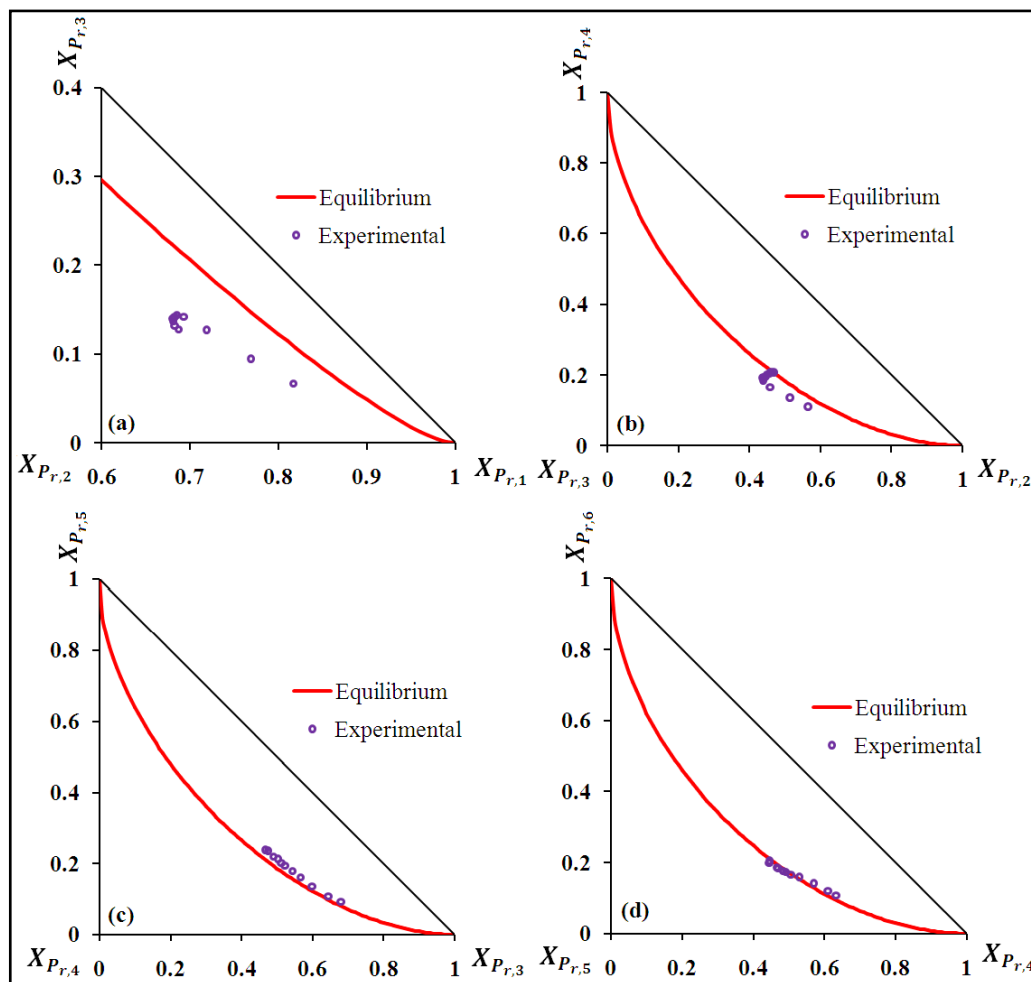 X_{P_{r,3}}
0.4
0.3
0.2
0.1
0
Equilibrium
Experimental
(a)
X_{P_{r,2}} 0.6 0.7 0.8 0.9 1 X_{P_{r,1}}
X_{P_{r,4}}
1
0.8
0.6
0.4
0.2
0
Equilibrium
Experimental
(b)
X_{P_{r,3}} 0 0.2 0.4 0.6 0.8 1 X_{P_{r,2}}
X_{P_{r,5}}
1
0.8
0.6
0.4
0.2
0
Equilibrium
Experimental
(c)
X_{P_{r,4}} 0 0.2 0.4 0.6 0.8 1 X_{P_{r,3}}
X_{P_{r,6}}
1
0.8
0.6
0.4
0.2
0
Equilibrium
Experimental
(d)
X_{P_{r,5}} 0 0.2 0.4 0.6 0.8 1 X_{P_{r,4}}